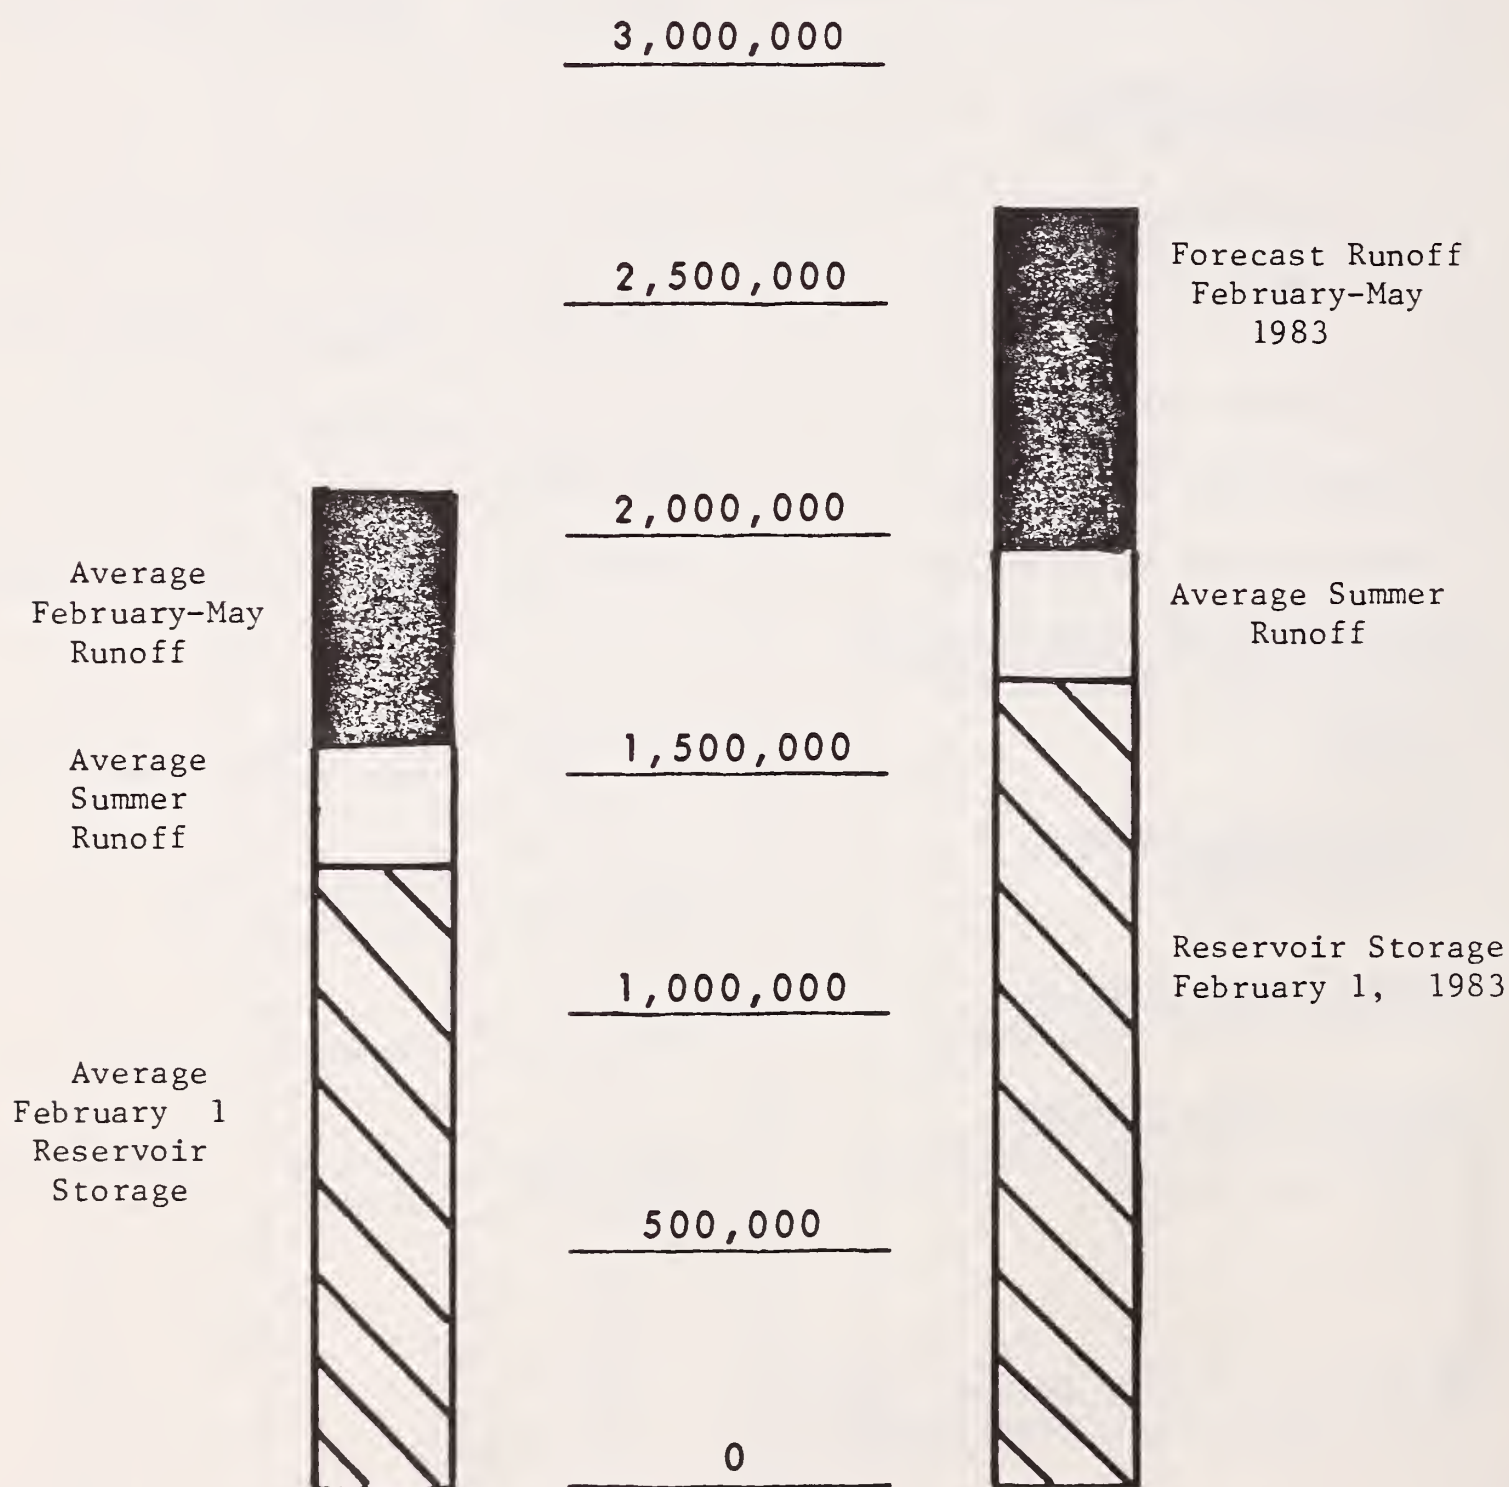 3,000,000
2,500,000
2,000,000
1,500,000
1,000,000
500,000
0
Average
February-May
Runoff
Average
Summer
Runoff
Average
February 1
Reservoir
Storage
Forecast Runoff
February-May
1983
Average Summer
Runoff
Reservoir Storage
February 1, 1983